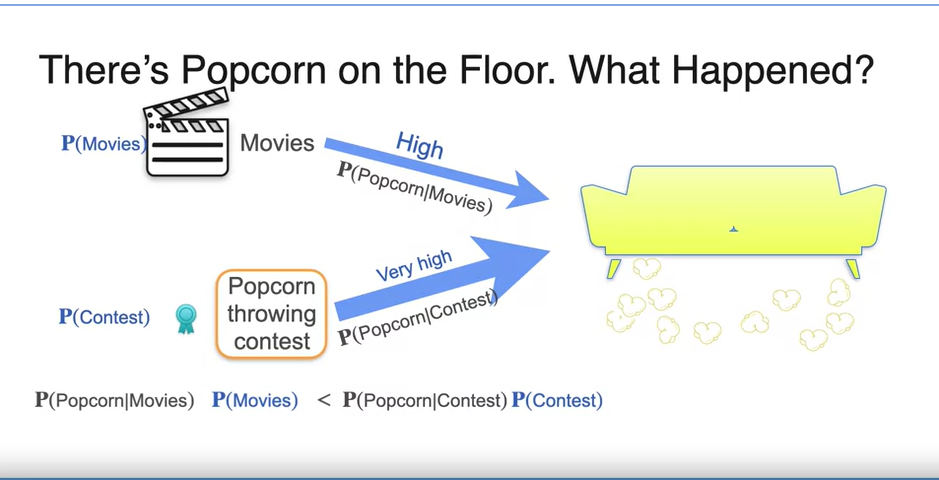 There's Popcorn on the Floor. What Happened?
P(Movies)
Movies
High
P(Popcorn|Movies)
Very high
P(Popcorn|Contest)
P(Contest)
Popcorn
throwing
contest
P(Popcorn|Movies) P(Movies) < P(Popcorn|Contest) P(Contest)